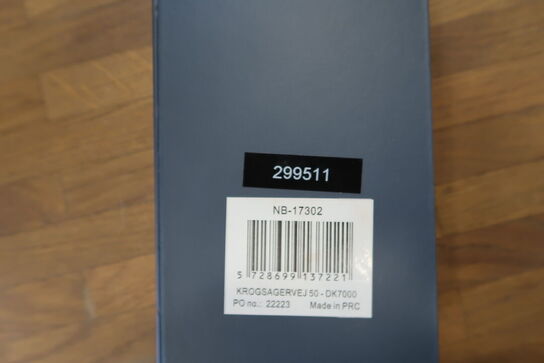 299511
NB-17302
5 728699 137221
KROGSAGERVEJ 50 - DK7000
PO no.: 22223 Made in PRC